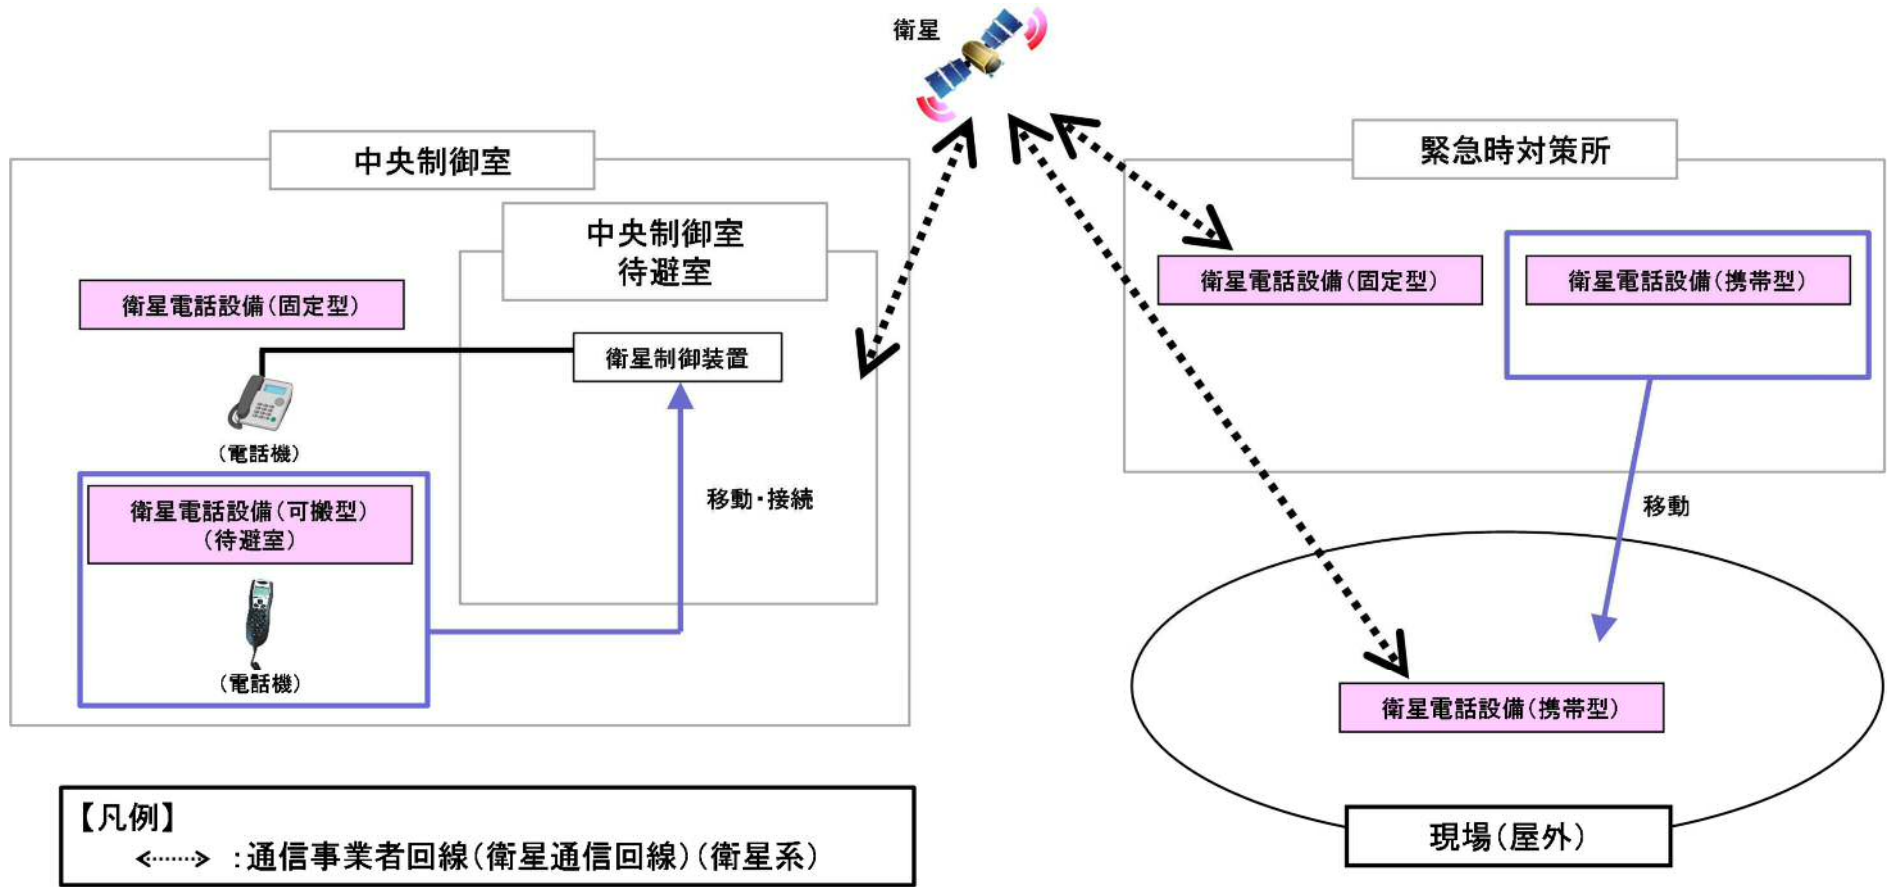 衛星
中央制御室
中央制御室
待避室
衛星電話設備(固定型)
衛星制御装置
(電話機)
衛星電話設備(可搬型)
(待避室)
(電話機)
移動・接続
緊急時対策所
衛星電話設備(固定型)
衛星電話設備(携帯型)
移動
衛星電話設備(携帯型)
現場(屋外)
【凡例】
:通信事業者回線(衛星通信回線)(衛星系)